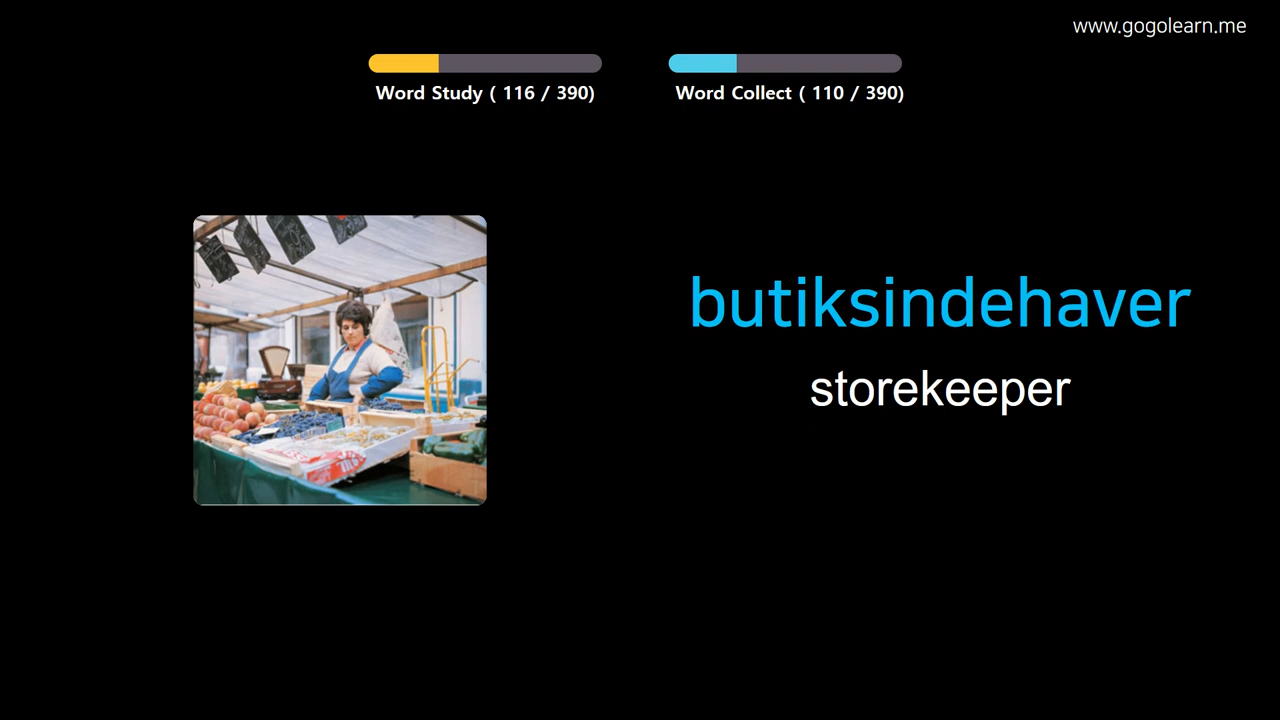 www.gogolearn.me
Word Study ( 116 / 390)
Word Collect ( 110 / 390)
butiksindehaver
storekeeper